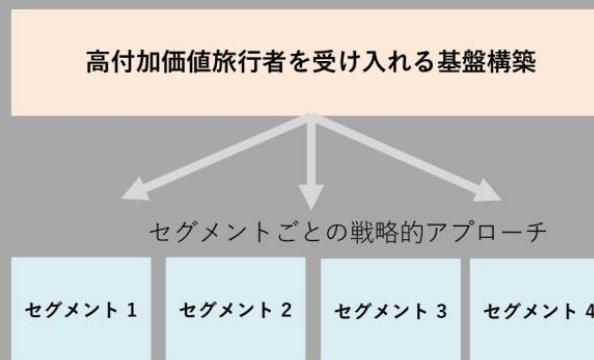 高付加価値旅行者を受け入れる基盤構築
セグメントごとの戦略的アプローチ
セグメント 1
セグメント 2
セグメント 3
セグメント 4